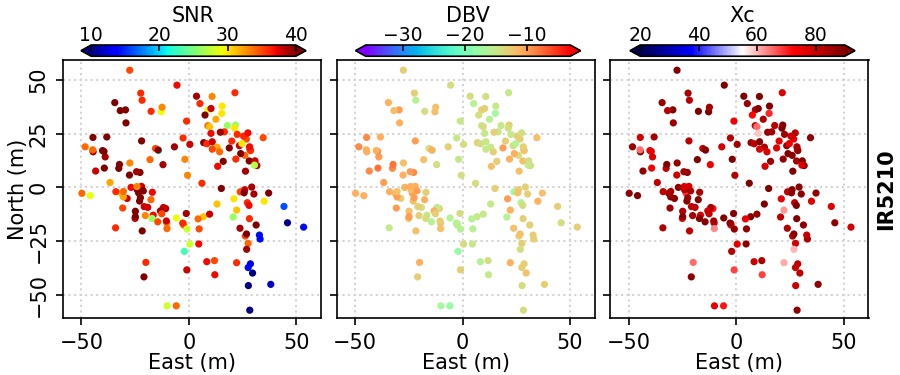 SNR DBV Xc
10 20 30 40 −30 −20 −10 20 40 60 80
50
25
0
−25
−50
North (m)
−50 0 50 −50 0 50 −50 0 50
East (m) East (m) East (m)
IR5210